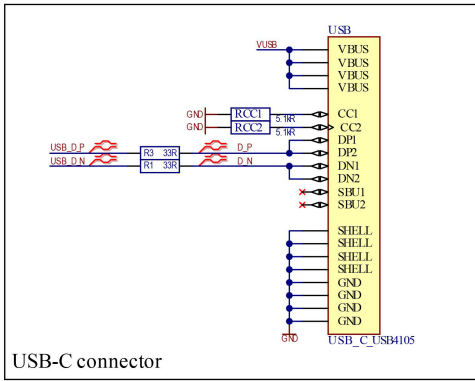 USB
VUSB
VBUS
VBUS
VBUS
VBUS
GND RCC1 5.1kR CC1
GND RCC2 5.1kR CC2
DP1
USB_D_P R3 33R D_P DP2
USB_D_N R1 33R D_N DN1
DN2
SBU1
SBU2
SHELL
SHELL
SHELL
SHELL
GND
GND
GND
GND
GND USB_C_USB4105
USB-C connector